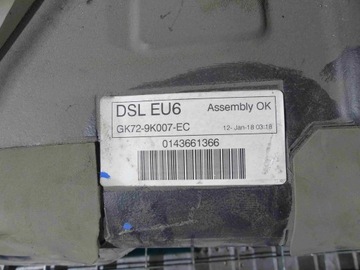 DSL EU6 Assembly OK
GK72-9K007-EC 12-Jan-18 03:18
0143661366